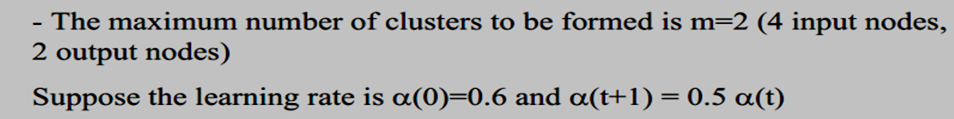 - The maximum number of clusters to be formed is m=2 (4 input nodes,
2 output nodes)
Suppose the learning rate is α(0)=0.6 and α(t+1) = 0.5 α(t)